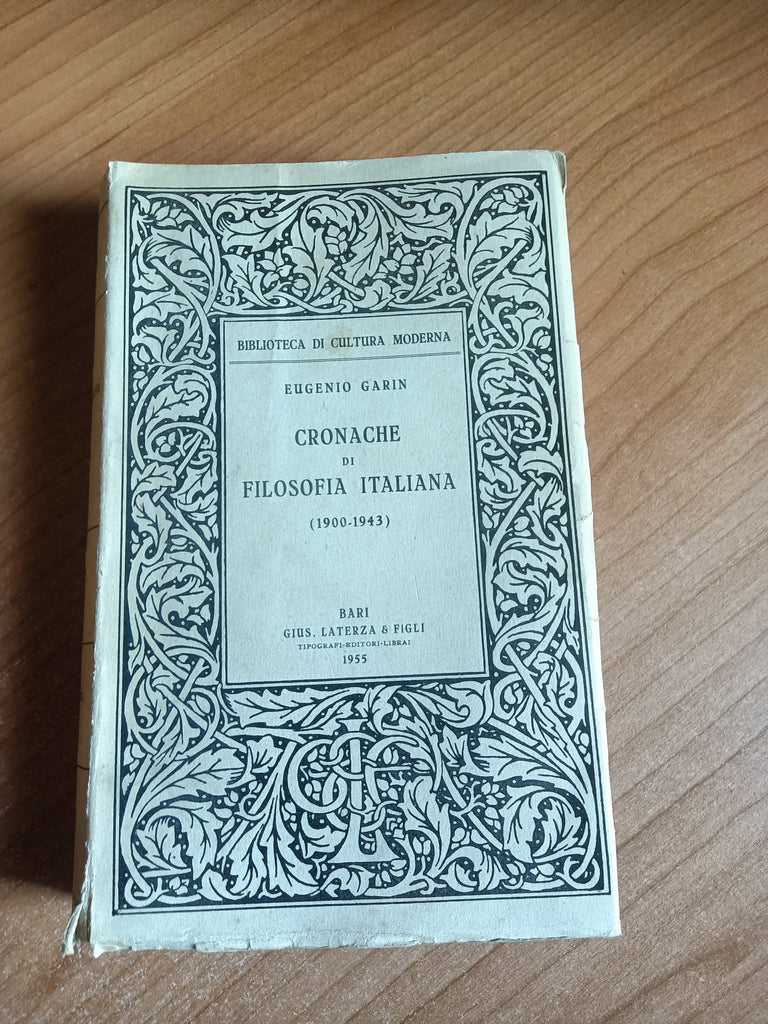 BIBLIOTECA DI CULTURA MODERNA
EUGENIO GARIN
CRONACHE
DI
FILOSOFIA ITALIANA
(1900-1943)
BARI
GIUS. LATERZA & FIGLI
TIPOGRAFI-EDITORI-LIBRAI
1955